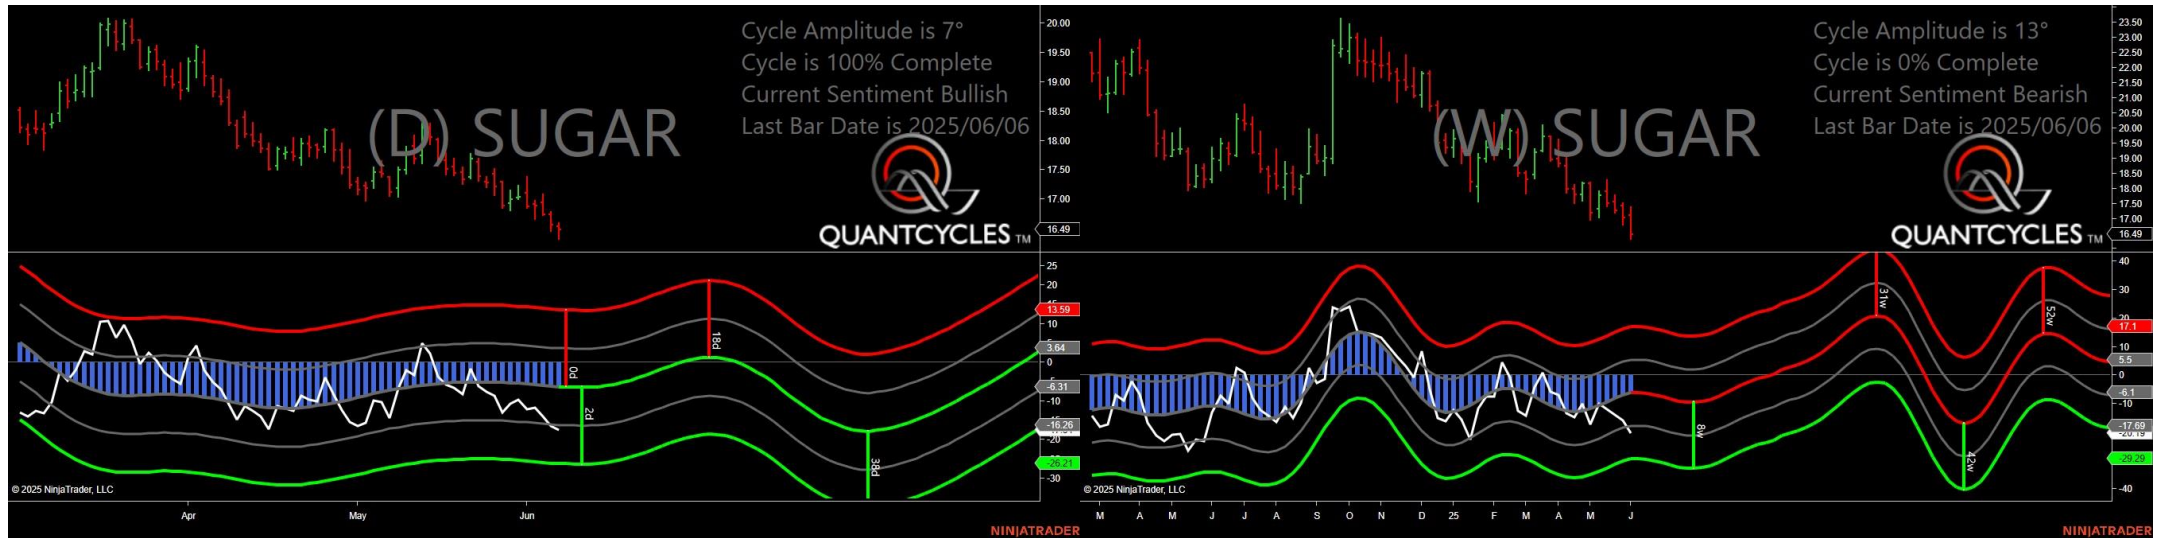 Cycle Amplitude is 7°
Cycle is 100% Complete
Current Sentiment Bullish
Last Bar Date is 2025/06/06
(D) SUGAR
QUANTCYCLES TM
20.00
19.50
19.00
18.50
18.00
17.50
17.00
16.49
25
20
13.59
10
3.64
0
-6.31
-10
-16.26
-20
-26.21
-30
0d
2d
18d
38d
© 2025 NinjaTrader, LLC
Apr May Jun
NINJATRADER
Cycle Amplitude is 13°
Cycle is 0% Complete
Current Sentiment Bearish
Last Bar Date is 2025/06/06
(W) SUGAR
QUANTCYCLES TM
23.50
23.00
22.50
22.00
21.50
21.00
20.50
20.00
19.50
19.00
18.50
18.00
17.50
17.00
16.49
40
30
17.1
5.5
0
-6.1
-10
-17.69
-29.29
-40
8w
31w
42w
52w
© 2025 NinjaTrader, LLC
M A M J J A S O N D 25 F M A M J
NINJATRADER